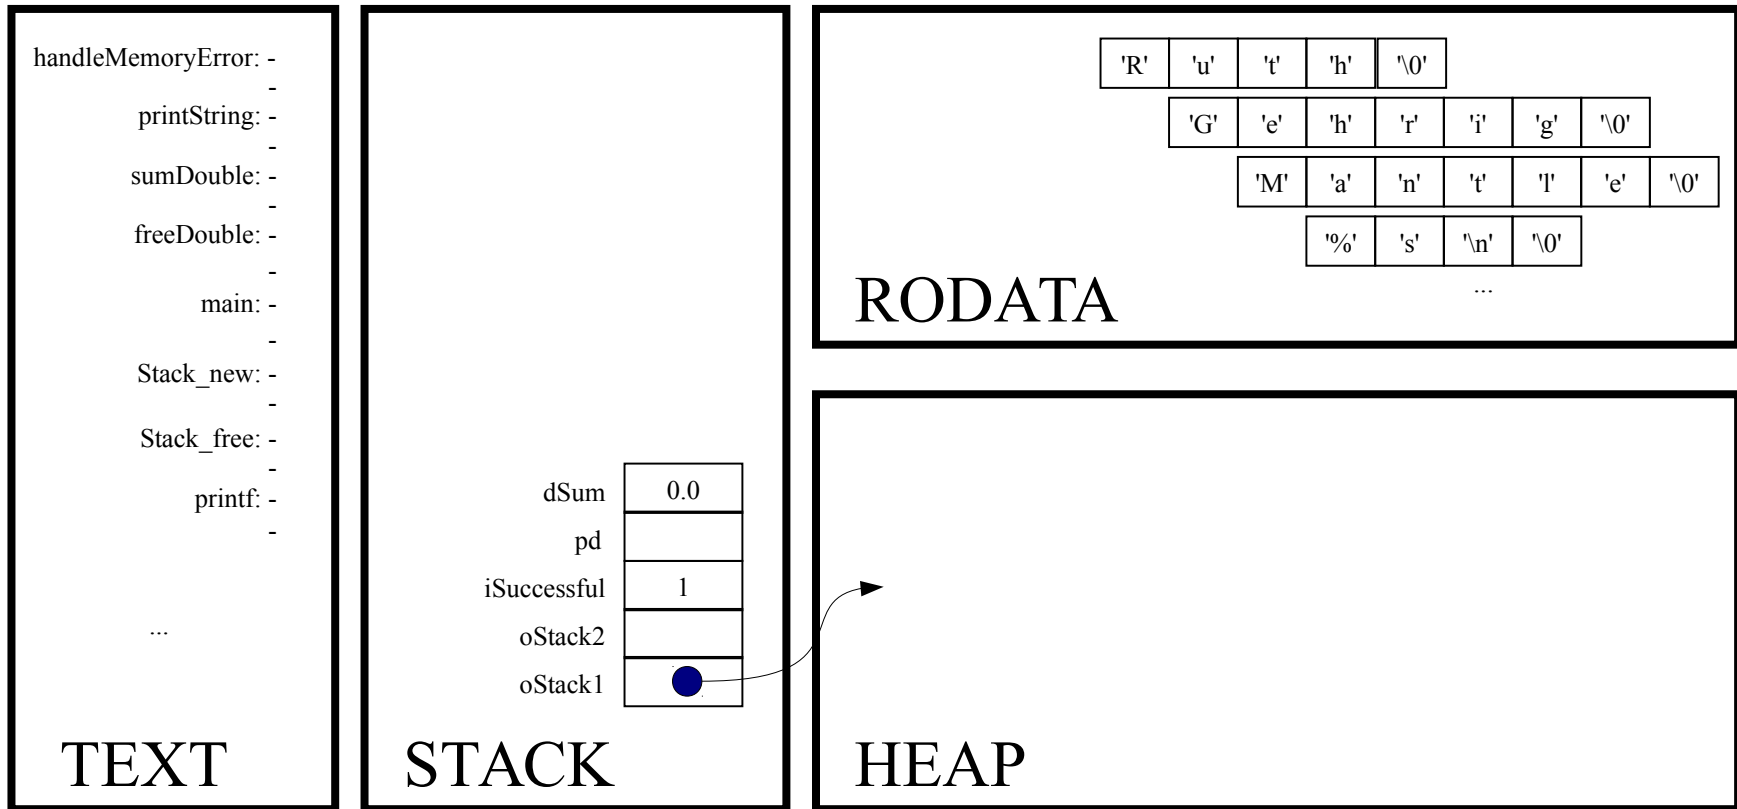 handleMemoryError: -
-
printString: -
-
sumDouble: -
-
freeDouble: -
-
main: -
-
Stack_new: -
-
Stack_free: -
-
printf: -
-
...
TEXT
dSum 0.0
pd
iSuccessful 1
oStack2
oStack1
STACK
'R' 'u' 't' 'h' '\0'
'G' 'e' 'h' 'r' 'i' 'g' '\0'
'M' 'a' 'n' 't' 'l' 'e' '\0'
'%' 's' '\n' '\0'
...
RODATA
HEAP